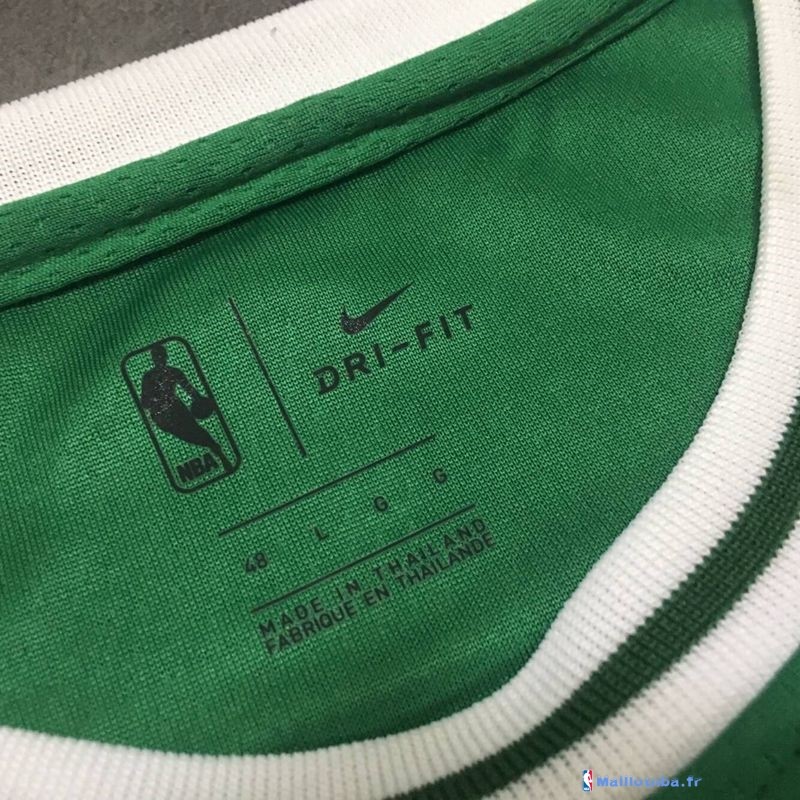 NBA
DRI-FIT
48 L G G
MADE IN THAILAND
FABRIQUE EN THAILANDE
Maillotnba.fr